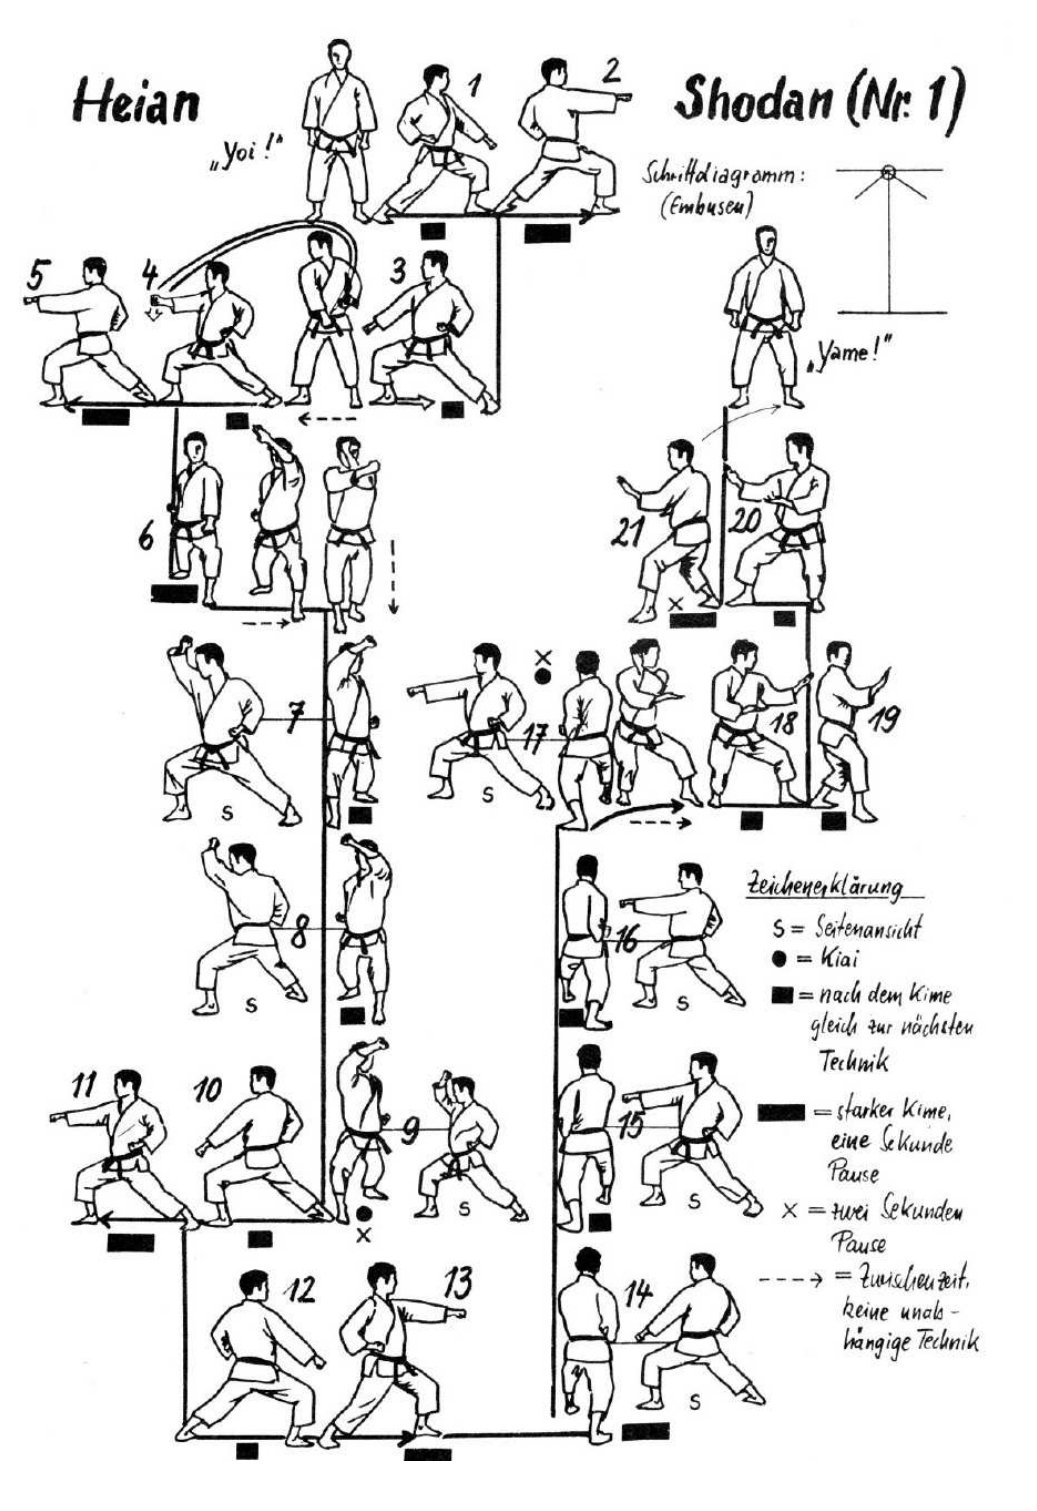 Heian
Shodan (Nr. 1)
„Yoi!“
1
2
Schrittdiagramm:
(Embusen)
5
4
3
„Yame!“
6
21
20
x
7
S
x
17
S
18
19
8
S
16
S
Zeichenerklärung
S = Seitenansicht
● = Kiai
■ = nach dem Kime
gleich zur nächsten
Technik
11
10
9
S
x
15
S
▬ = starker Kime,
eine Sekunde
Pause
x = zwei Sekunden
Pause
----> = Zwischenzeit,
keine unab-
hängige Technik
12
13
14
S